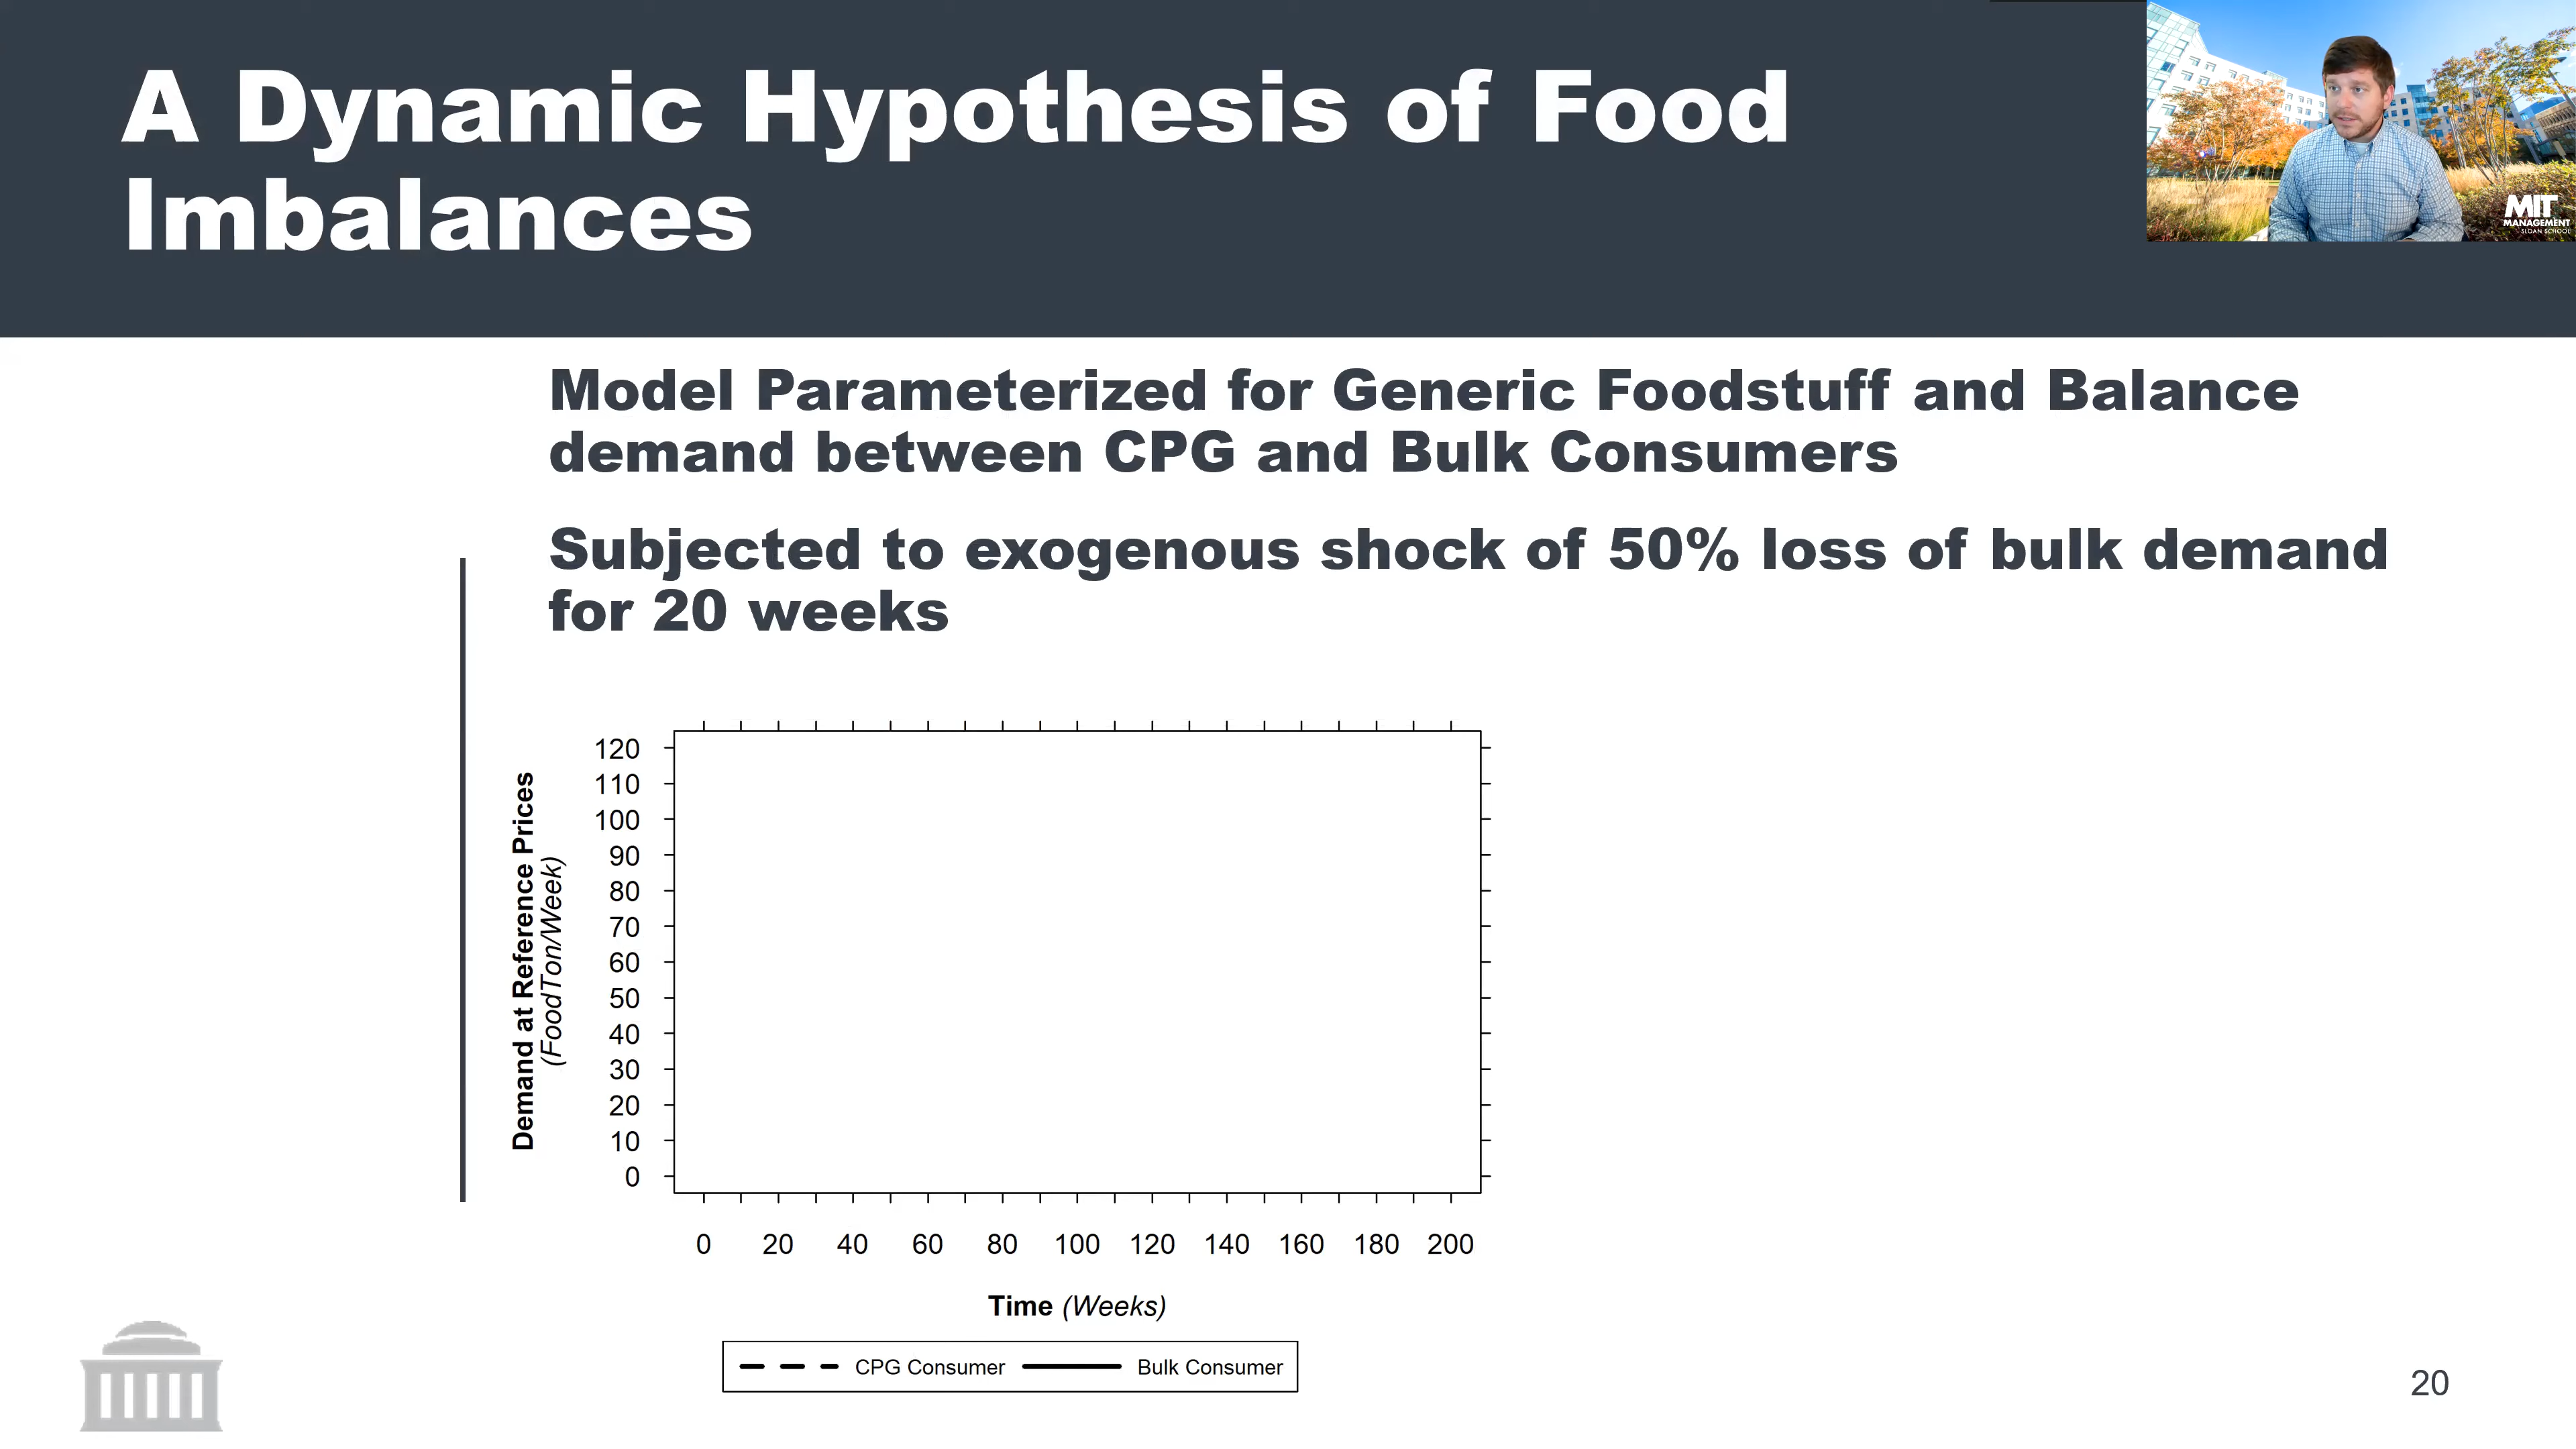 A Dynamic Hypothesis of Food
Imbalances
MIT
MANAGEMENT
SLOAN SCHOOL
Model Parameterized for Generic Foodstuff and Balance
demand between CPG and Bulk Consumers
Subjected to exogenous shock of 50% loss of bulk demand
for 20 weeks
Demand at Reference Prices
(FoodTon/Week)
120
110
100
90
80
70
60
50
40
30
20
10
0
0 20 40 60 80 100 120 140 160 180 200
Time (Weeks)
CPG Consumer Bulk Consumer
20